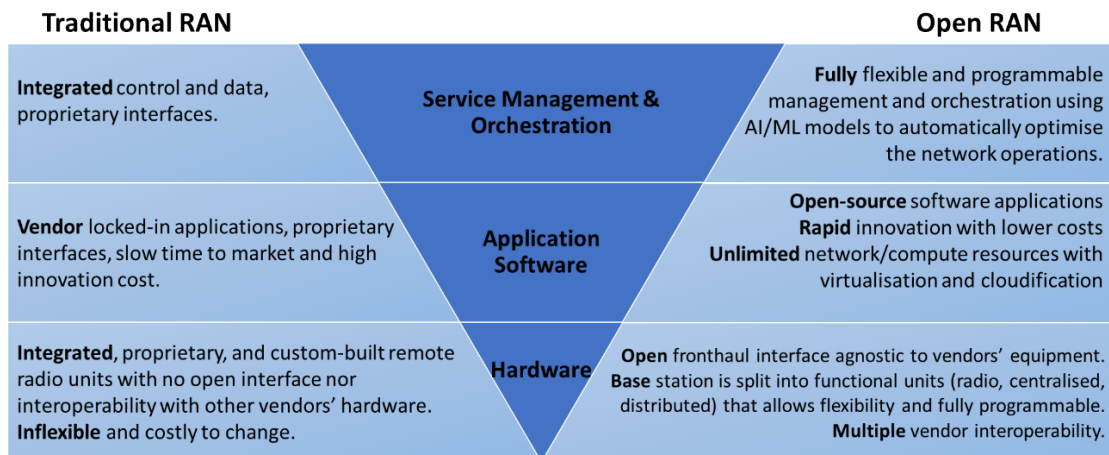 Traditional RAN
Open RAN
Integrated control and data,
proprietary interfaces.
Service Management &
Orchestration
Fully flexible and programmable
management and orchestration using
AI/ML models to automatically optimise
the network operations.
Vendor locked-in applications, proprietary
interfaces, slow time to market and high
innovation cost.
Application
Software
Open-source software applications
Rapid innovation with lower costs
Unlimited network/compute resources with
virtualisation and cloudification
Integrated, proprietary, and custom-built remote
radio units with no open interface nor
interoperability with other vendors’ hardware.
Inflexible and costly to change.
Hardware
Open fronthaul interface agnostic to vendors’ equipment.
Base station is split into functional units (radio, centralised,
distributed) that allows flexibility and fully programmable.
Multiple vendor interoperability.